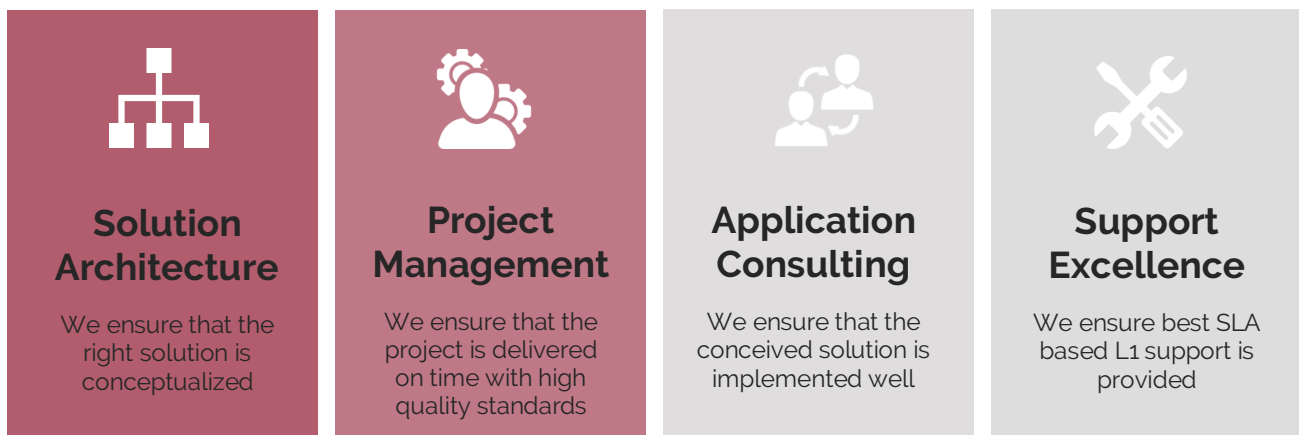 Solution
Architecture
We ensure that the
right solution is
conceptualized
Project
Management
We ensure that the
project is delivered
on time with high
quality standards
Application
Consulting
We ensure that the
conceived solution is
implemented well
Support
Excellence
We ensure best SLA
based L1 support is
provided